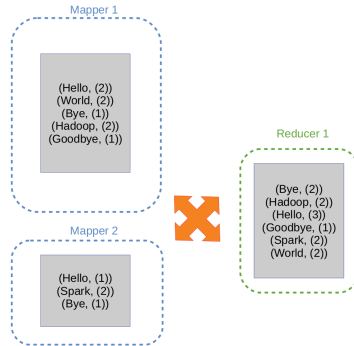 Mapper 1
(Hello, (2))
(World, (2))
(Bye, (1))
(Hadoop, (2))
(Goodbye, (1))
Mapper 2
(Hello, (1))
(Spark, (2))
(Bye, (1))
Reducer 1
(Bye, (2))
(Hadoop, (2))
(Hello, (3))
(Goodbye, (1))
(Spark, (2))
(World, (2))